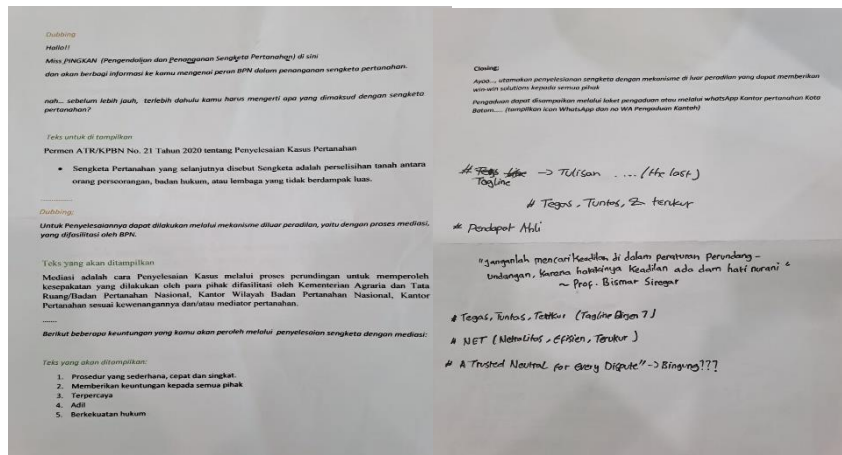 Dubbing
Hallo!!
Miss PINGKAN (Pengendalian dan Penanganan Sengketa Pertanahan) di sini
dan akan berbagi informasi ke kamu mengenai peran BPN dalam penanganan sengketa pertanahan.
nah... sebelum lebih jauh, terlebih dahulu kamu harus mengerti apa yang dimaksud dengan sengketa
pertanahan?
Teks untuk di tampilkan
Permen ATR/KPBN No. 21 Tahun 2020 tentang Penyelesaian Kasus Pertanahan
• Sengketa Pertanahan yang selanjutnya disebut Sengketa adalah perselisihan tanah antara
orang perseorangan, badan hukum, atau lembaga yang tidak berdampak luas.
Dubbing;
Untuk Penyelesaiannya dapat dilakukan melalui mekanisme diluar peradilan, yaitu dengan proses mediasi,
yang difasilitasi oleh BPN.
Teks yang akan ditampilkan
Mediasi adalah cara Penyelesaian Kasus melalui proses perundingan untuk memperoleh
kesepakatan yang dilakukan oleh para pihak difasilitasi oleh Kementerian Agraria dan Tata
Ruang/Badan Pertanahan Nasional, Kantor Wilayah Badan Pertanahan Nasional, Kantor
Pertanahan sesuai kewenangannya dan/atau mediator pertanahan.
.......
Berikut beberapa keuntungan yang kamu akan peroleh melalui penyelesaian sengketa dengan mediasi:
Teks yang akan ditampilkan:
1. Prosedur yang sederhana, cepat dan singkat.
2. Memberikan keuntungan kepada semua pihak
3. Terpercaya
4. Adil
5. Berkekuatan hukum
Closing:
Ayoo..., utamakan penyelesaian sengketa dengan mekanisme di luar peradilan yang dapat memberikan
win-win solutions kepada semua pihak
Pengaduan dapat disampaikan melalui loket pengaduan atau melalui whatsApp Kantor pertanahan Kota
Batam..... (tampilkan icon WhatsApp dan no WA Pengaduan Kantah)
# Tagline -> Tulisan .... (the last)
# Tegas, Tuntas, & terukur
# Pendapat Ahli
"janganlah mencari Keadilan di dalam peraturan Perundang-
undangan, karena hakikinya Keadilan ada dam hati nurani"
~ Prof. Bismar Siregar
# Tegas, Tuntas, Terukur (Tagline Dirjen 7)
# NET (Netralitas, Efisien, Terukur)
# A Trusted Neutral for Every Dispute" -> Bingung???